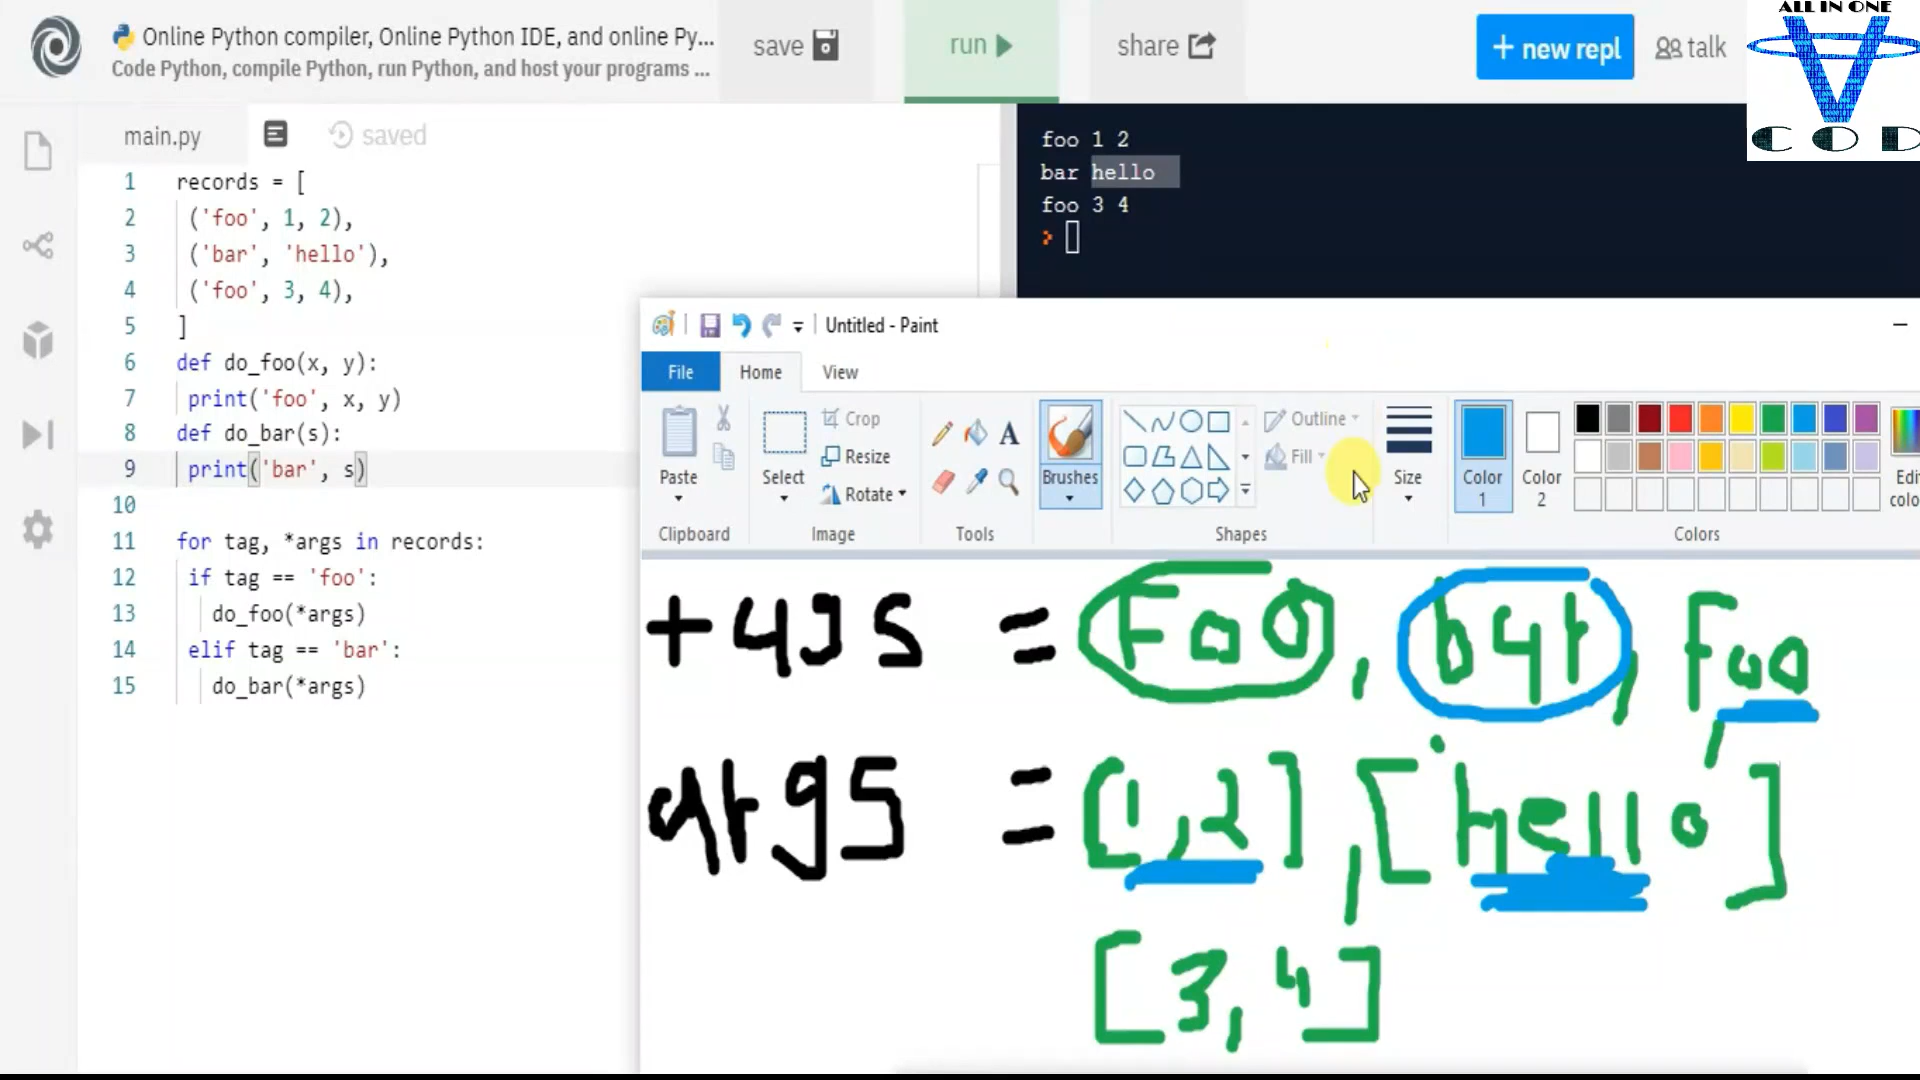 Online Python compiler, Online Python IDE, and online Py...
Code Python, compile Python, run Python, and host your programs ...
save
run
share
+ new repl
talk
ALL IN ONE
COD
main.py
saved
1 records = [
2 ('foo', 1, 2),
3 ('bar', 'hello'),
4 ('foo', 3, 4),
5 ]
6 def do_foo(x, y):
7 print('foo', x, y)
8 def do_bar(s):
9 print('bar', s)
10
11 for tag, *args in records:
12 if tag == 'foo':
13 do_foo(*args)
14 elif tag == 'bar':
15 do_bar(*args)
foo 1 2
bar hello
foo 3 4
>
Untitled - Paint
File Home View
Paste
Clipboard
Select
Crop
Resize
Rotate
Image
A
Tools
Brushes
Outline
Fill
Shapes
Size
Color 1
Color 2
Colors
Edi
colo
= Foo, bar, foo
args = [1,2], [hello]
[3,4]